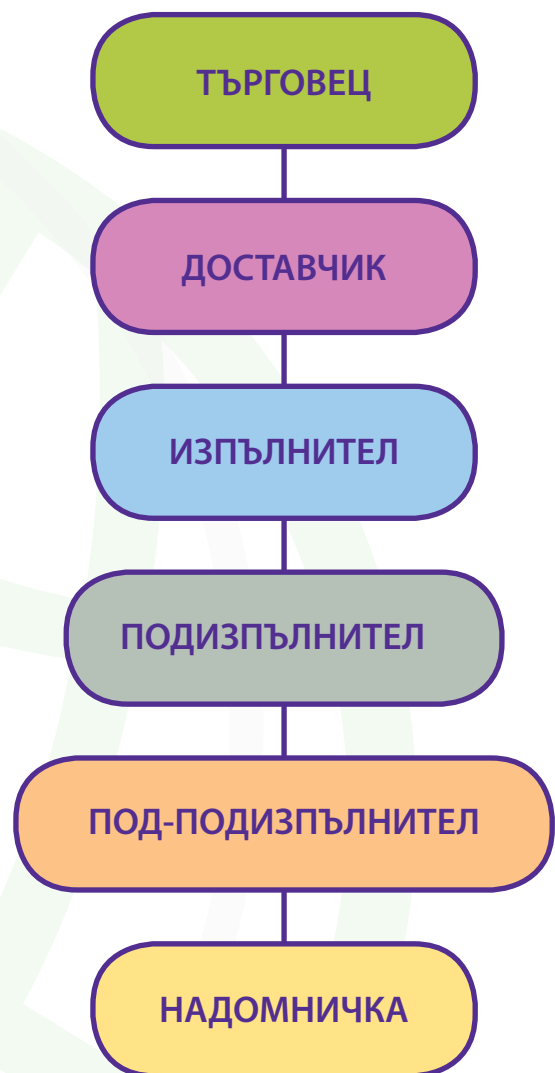 ТЪРГОВЕЦ
ДОСТАВЧИК
ИЗПЪЛНИТЕЛ
ПОДИЗПЪЛНИТЕЛ
ПОД-ПОДИЗПЪЛНИТЕЛ
НАДОМНИЧКА